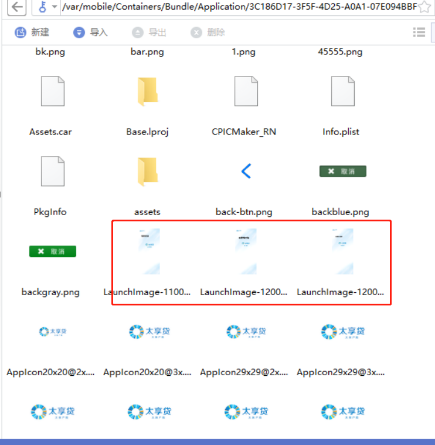 /var/mobile/Containers/Bundle/Application/3C186D17-3F5F-4D25-A0A1-07E094BBF
新建 导入 导出 删除
bk.png bar.png 1.png 45555.png
Assets.car Base.lproj CPICMaker_RN Info.plist
取消
PkgInfo assets back-btn.png backblue.png
取消
backgray.png LaunchImage-1100... LaunchImage-1200... LaunchImage-1200...
太享贷 太享贷 太享贷 太享贷
AppIcon20x20@2x.... AppIcon20x20@3x.... AppIcon29x29@2x.... AppIcon29x29@3x....
太享贷 太享贷 太享贷 太享贷